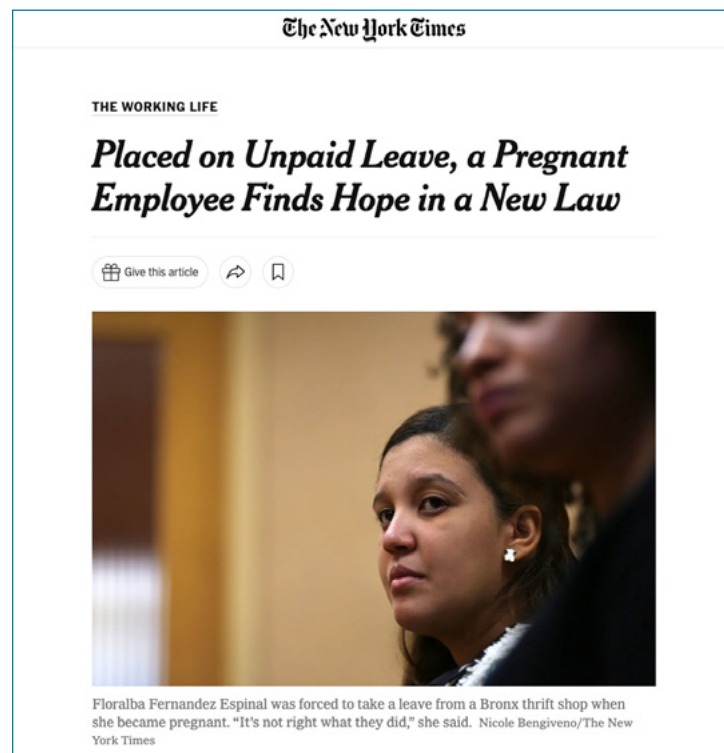 The New York Times
THE WORKING LIFE
Placed on Unpaid Leave, a Pregnant
Employee Finds Hope in a New Law
Give this article
Floralba Fernandez Espinal was forced to take a leave from a Bronx thrift shop when
she became pregnant. “It’s not right what they did,” she said. Nicole Bengiveno/The New
York Times